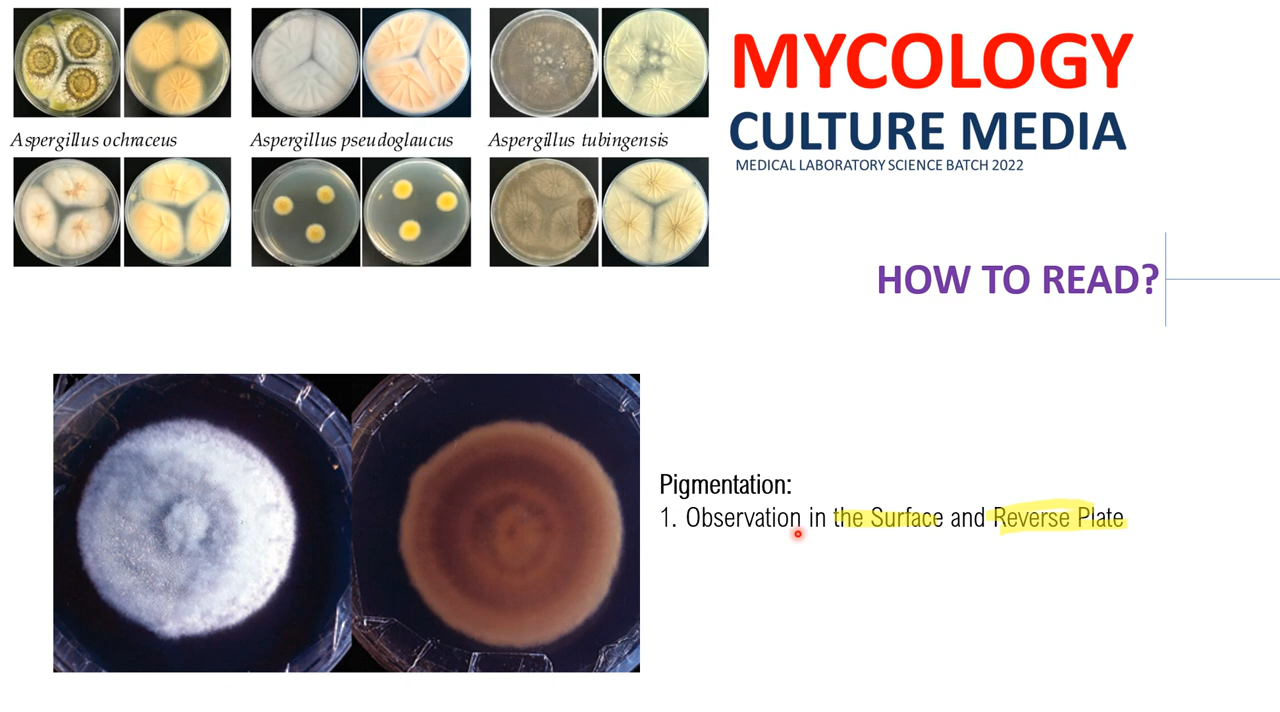 MYCOLOGY
CULTURE MEDIA
MEDICAL LABORATORY SCIENCE BATCH 2022
Aspergillus ochraceus
Aspergillus pseudoglaucus
Aspergillus tubingensis
HOW TO READ?
Pigmentation:
1. Observation in the Surface and Reverse Plate